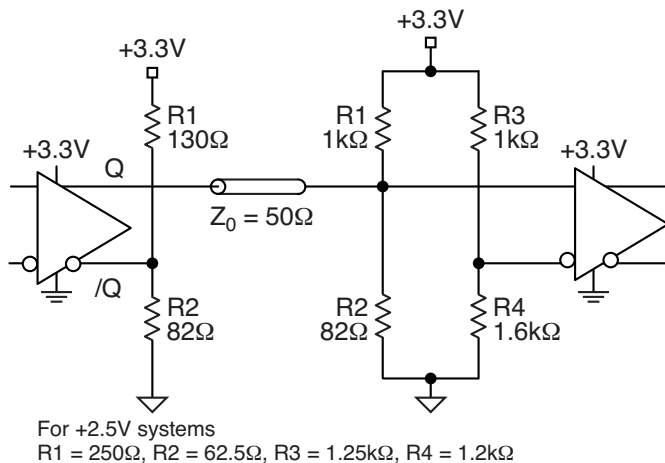 +3.3V
+3.3V
R1
130Ω
R1
1kΩ
R3
1kΩ
+3.3V
Q
+3.3V
Z0 = 50Ω
/Q
R2
82Ω
R2
82Ω
R4
1.6kΩ
For +2.5V systems
R1 = 250Ω, R2 = 62.5Ω, R3 = 1.25kΩ, R4 = 1.2kΩ